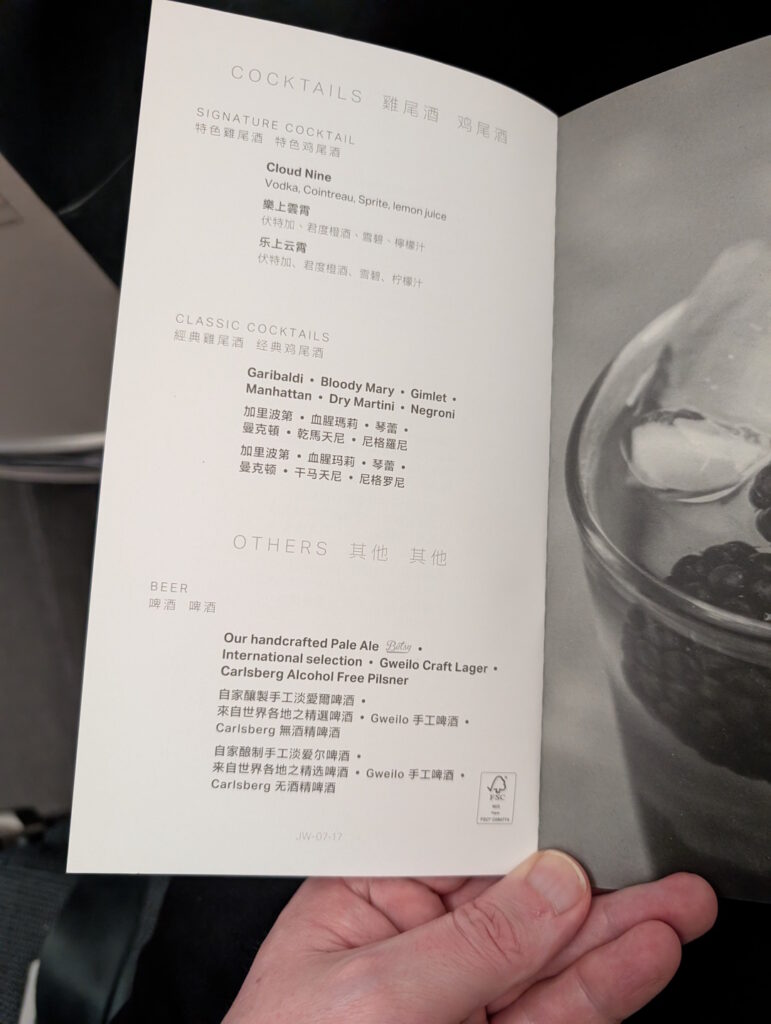 COCKTAILS 雞尾酒 鸡尾酒
SIGNATURE COCKTAIL
特色雞尾酒 特色鸡尾酒
Cloud Nine
Vodka, Cointreau, Sprite, lemon juice
樂上雲霄
伏特加、君度橙酒、雪碧、檸檬汁
乐上云霄
伏特加、君度橙酒、雪碧、柠檬汁
CLASSIC COCKTAILS
經典雞尾酒 经典鸡尾酒
Garibaldi • Bloody Mary • Gimlet •
Manhattan • Dry Martini • Negroni
加里波第 • 血腥瑪莉 • 琴蕾 •
曼克頓 • 乾馬天尼 • 尼格羅尼
加里波第 • 血腥玛莉 • 琴蕾 •
曼克顿 • 干马天尼 • 尼格罗尼
OTHERS 其他 其他
BEER
啤酒 啤酒
Our handcrafted Pale Ale Betsy •
International selection • Gweilo Craft Lager •
Carlsberg Alcohol Free Pilsner
自家釀製手工淡愛爾啤酒 •
來自世界各地之精選啤酒 • Gweilo 手工啤酒 •
Carlsberg 無酒精啤酒
自家酿制手工淡爱尔啤酒 •
来自世界各地之精选啤酒 • Gweilo 手工啤酒 •
Carlsberg 无酒精啤酒
FSC
JW-07-17